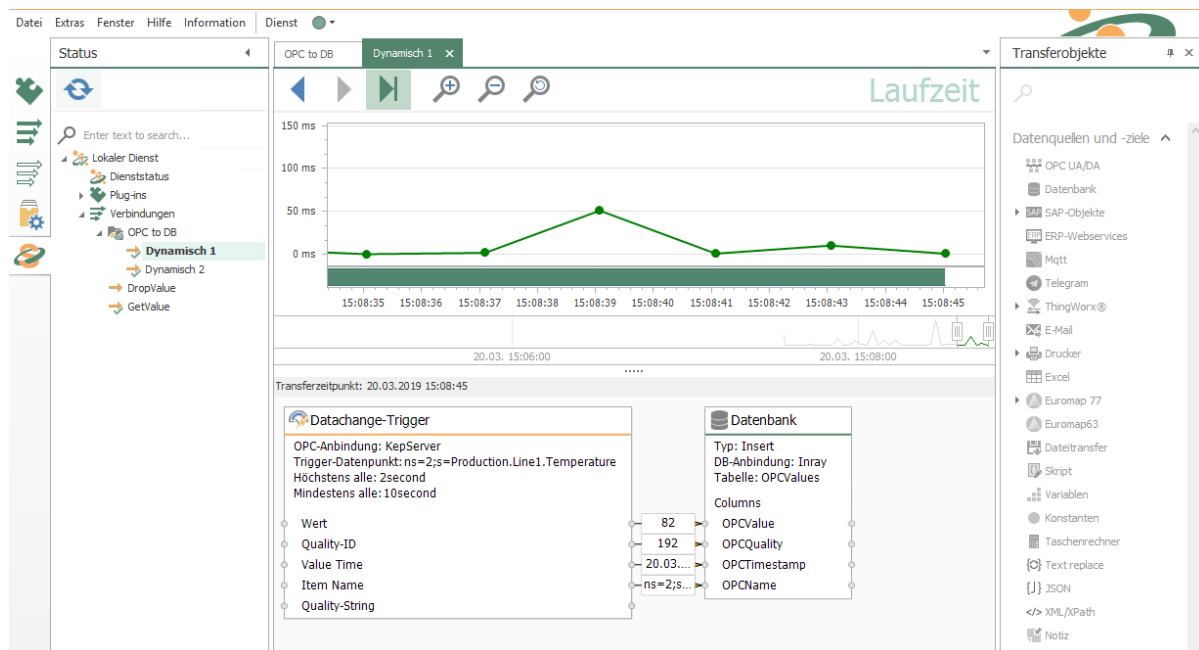 Datei Extras Fenster Hilfe Information Dienst
Status
Enter text to search...
Lokaler Dienst
Dienststatus
Plug-ins
Verbindungen
OPC to DB
Dynamisch 1
Dynamisch 2
DropValue
GetValue
OPC to DB Dynamisch 1
Laufzeit
150 ms
100 ms
50 ms
0 ms
15:08:35 15:08:36 15:08:37 15:08:38 15:08:39 15:08:40 15:08:41 15:08:42 15:08:43 15:08:44 15:08:45
20.03. 15:06:00 20.03. 15:08:00
Transferzeitpunkt: 20.03.2019 15:08:45
Datachange-Trigger
OPC-Anbindung: KepServer
Trigger-Datenpunkt: ns=2;s=Production.Line1.Temperature
Höchstens alle: 2second
Mindestens alle: 10second
Wert
Quality-ID
Value Time
Item Name
Quality-String
82
192
20.03....
ns=2;s...
Datenbank
Typ: Insert
DB-Anbindung: Inray
Tabelle: OPCValues
Columns
OPCValue
OPCQuality
OPCTimestamp
OPCName
Transferobjekte
Datenquellen und -ziele
OPC UA/DA
Datenbank
SAP SAP-Objekte
ERP ERP-Webservices
Mqtt
Telegram
ThingWorx®
E-Mail
Drucker
Excel
Euromap 77
Euromap63
Dateitransfer
Skript
Variablen
Konstanten
Taschenrechner
Text replace
JSON
XML/XPath
Notiz